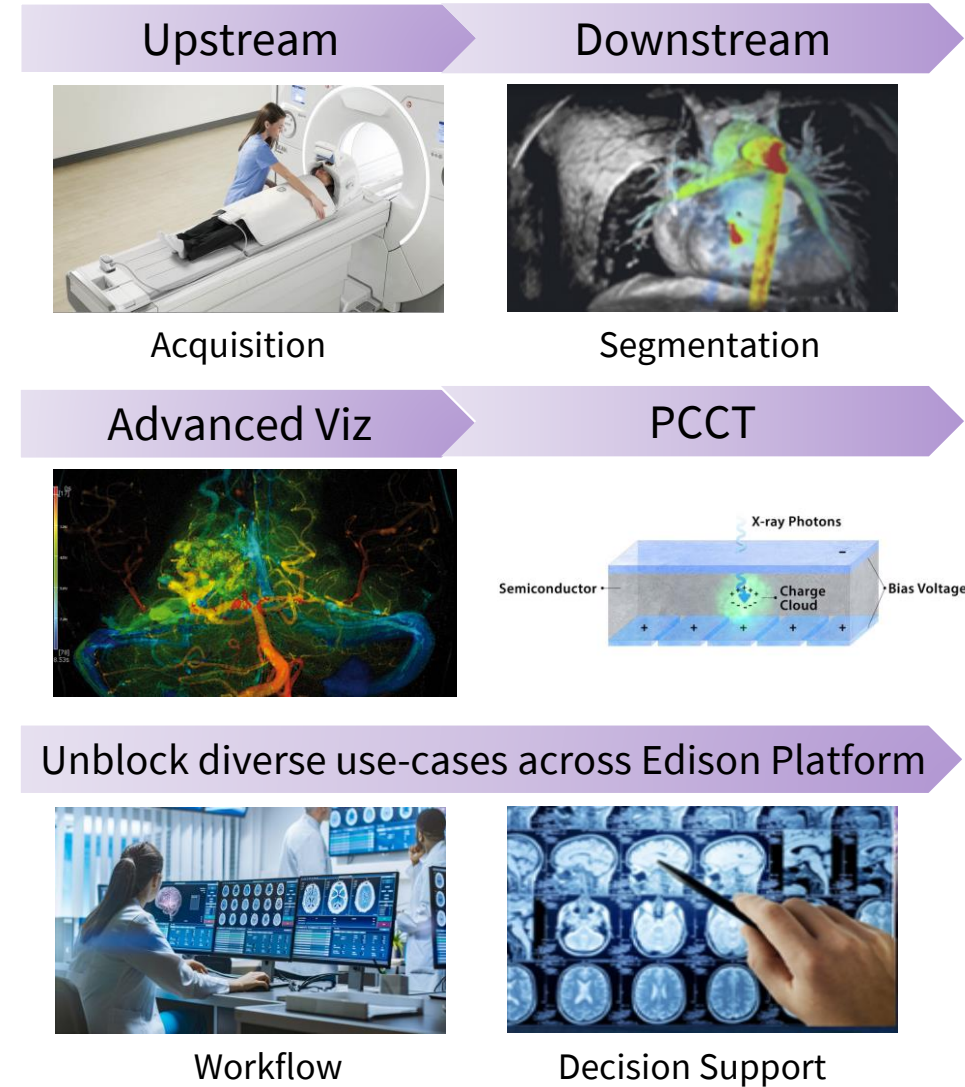 Upstream
Downstream
Acquisition
Segmentation
Advanced Viz
PCCT
X-ray Photons
-
Semiconductor
Charge
Cloud
Bias Voltage
+ + + + +
Unblock diverse use-cases across Edison Platform
Workflow
Decision Support